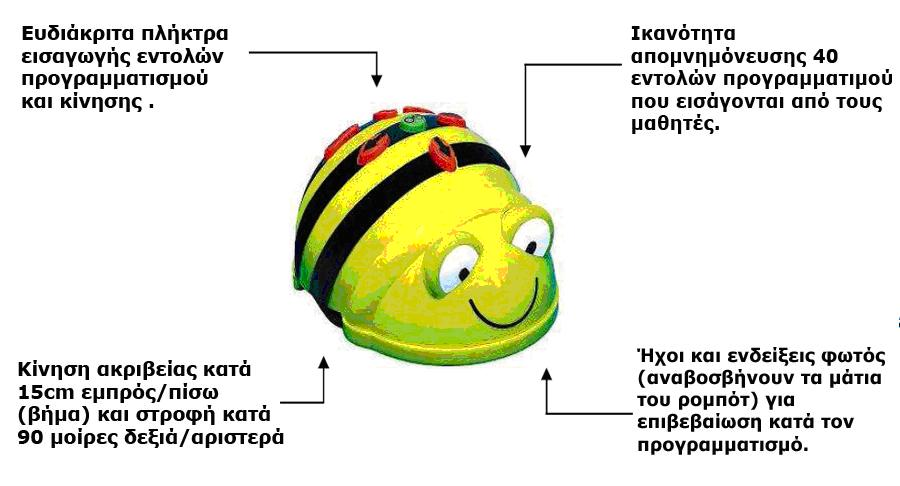 Ευδιάκριτα πλήκτρα
εισαγωγής εντολών
προγραμματισμού
και κίνησης .
Ικανότητα
απομνημόνευσης 40
εντολών προγραμματιμού
που εισάγονται από τους
μαθητές.
Κίνηση ακριβείας κατά
15cm εμπρός/πίσω
(βήμα) και στροφή κατά
90 μοίρες δεξιά/αριστερά
Ήχοι και ενδείξεις φωτός
(αναβοσβήνουν τα μάτια
του ρομπότ) για
επιβεβαίωση κατά τον
προγραμματισμό.